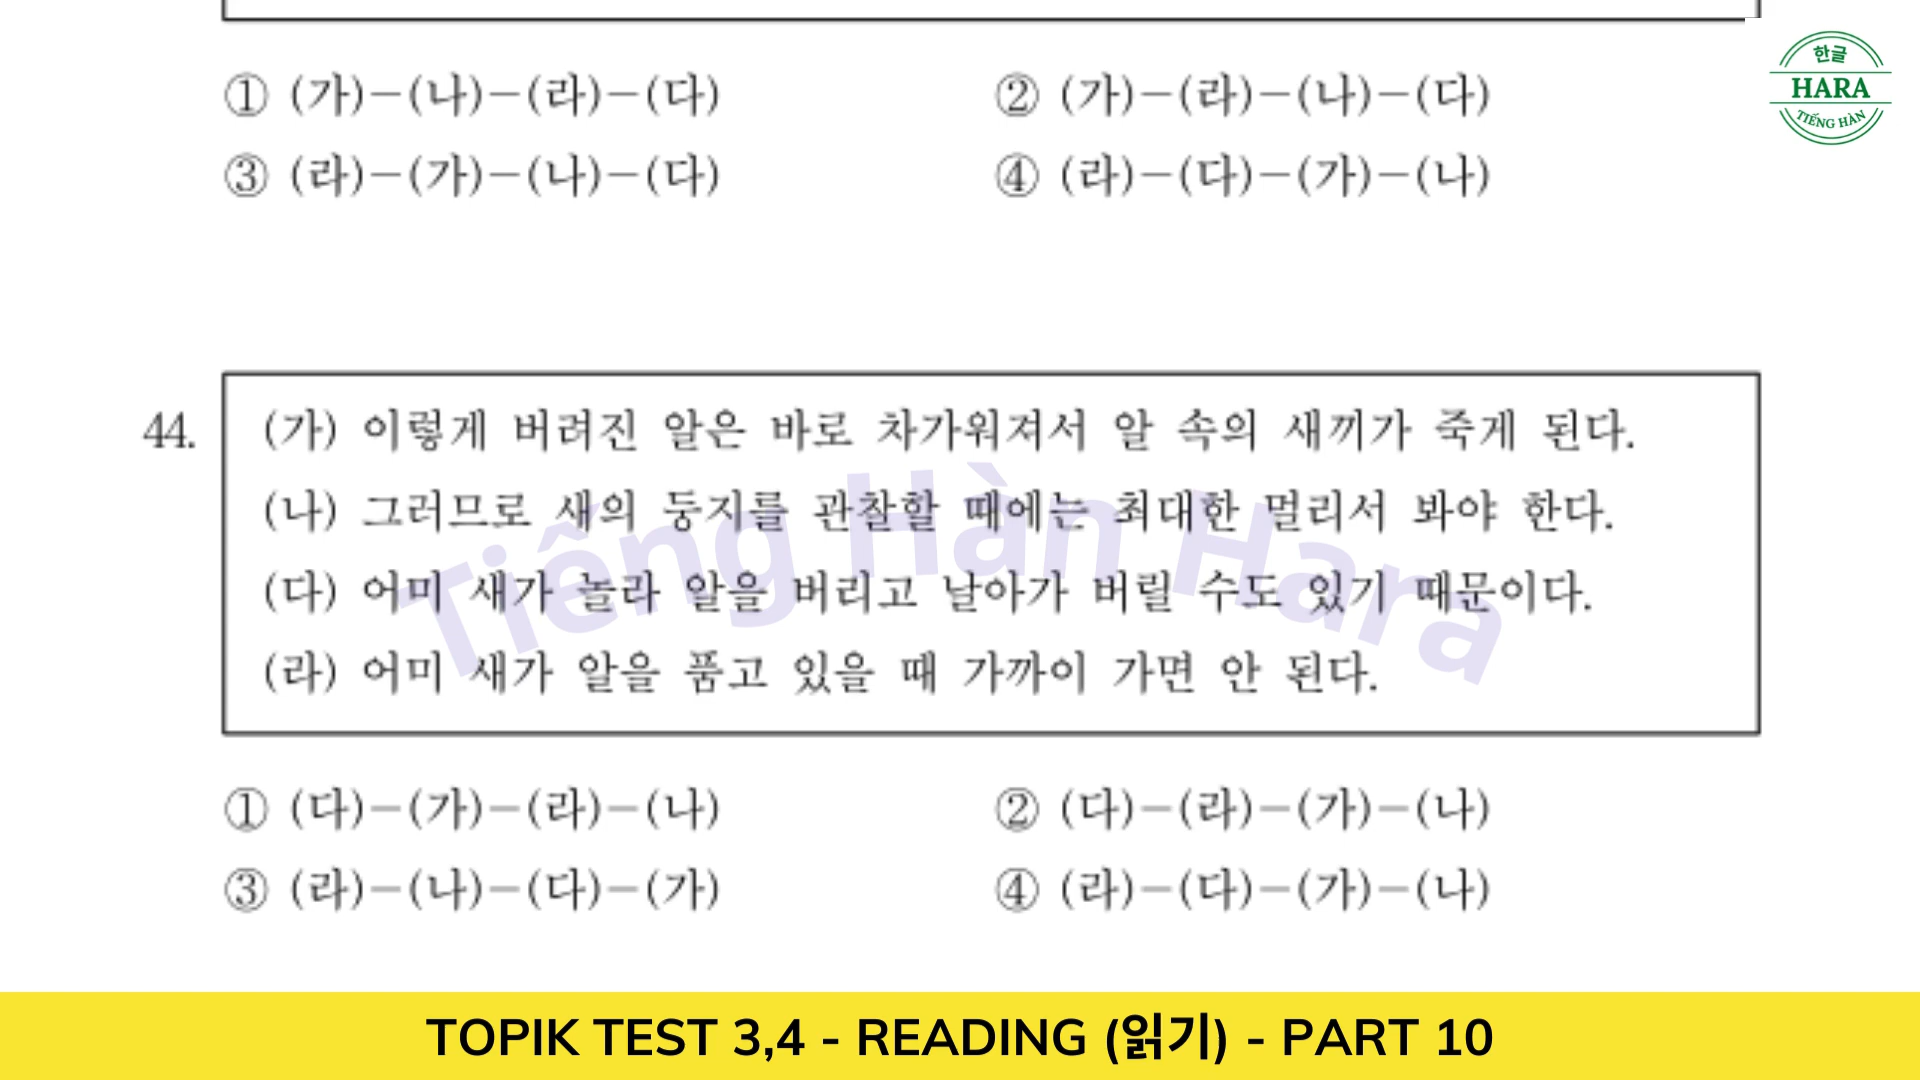 ① (가)－(나)－(라)－(다)
② (가)－(라)－(나)－(다)
③ (라)－(가)－(나)－(다)
④ (라)－(다)－(가)－(나)
한글
HARA
TIẾNG HÀN
44.
(가) 이렇게 버려진 알은 바로 차가워져서 알 속의 새끼가 죽게 된다.
(나) 그러므로 새의 둥지를 관찰할 때에는 최대한 멀리서 봐야 한다.
(다) 어미 새가 놀라 알을 버리고 날아가 버릴 수도 있기 때문이다.
(라) 어미 새가 알을 품고 있을 때 가까이 가면 안 된다.
Tiếng Hàn Hara
① (다)－(가)－(라)－(나)
② (다)－(라)－(가)－(나)
③ (라)－(나)－(다)－(가)
④ (라)－(다)－(가)－(나)
TOPIK TEST 3,4 - READING (읽기) - PART 10